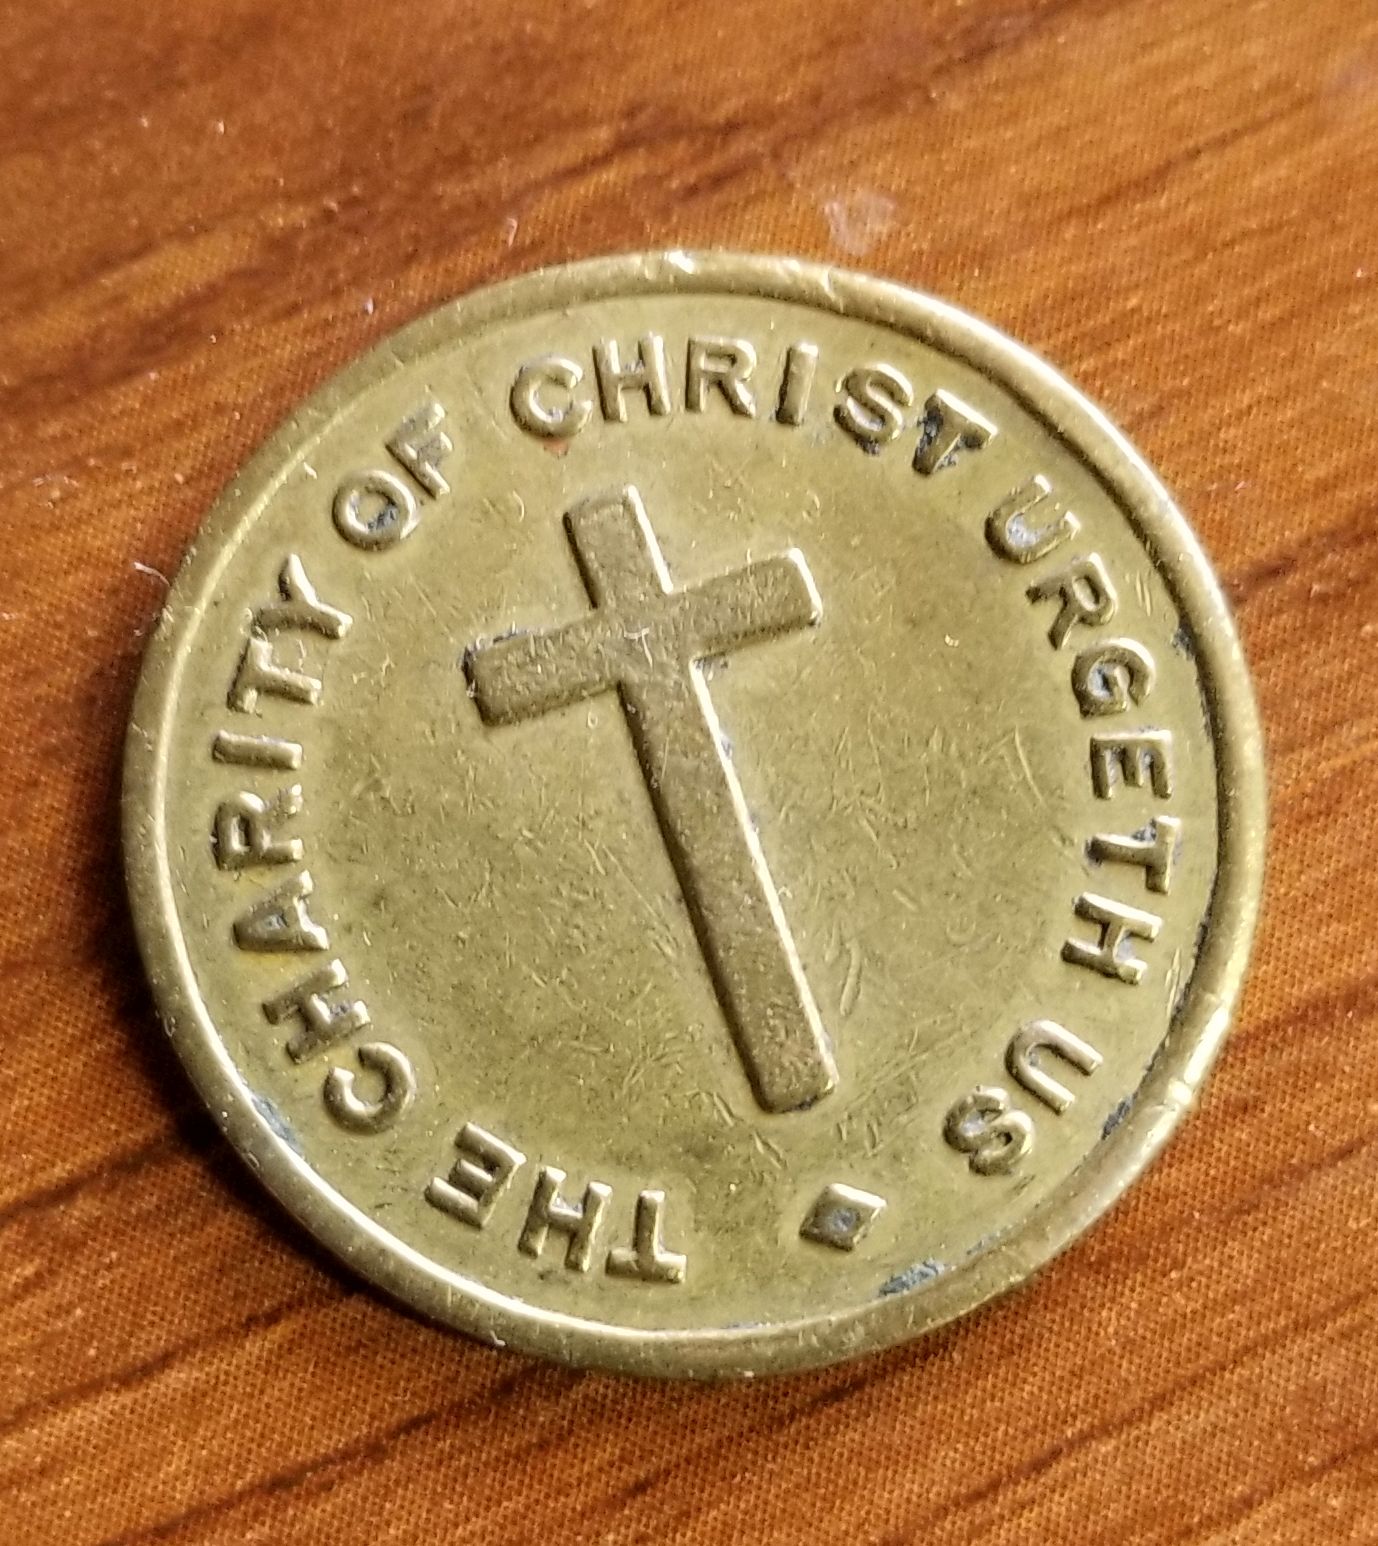 THE CHARITY OF CHRIST URGETH US